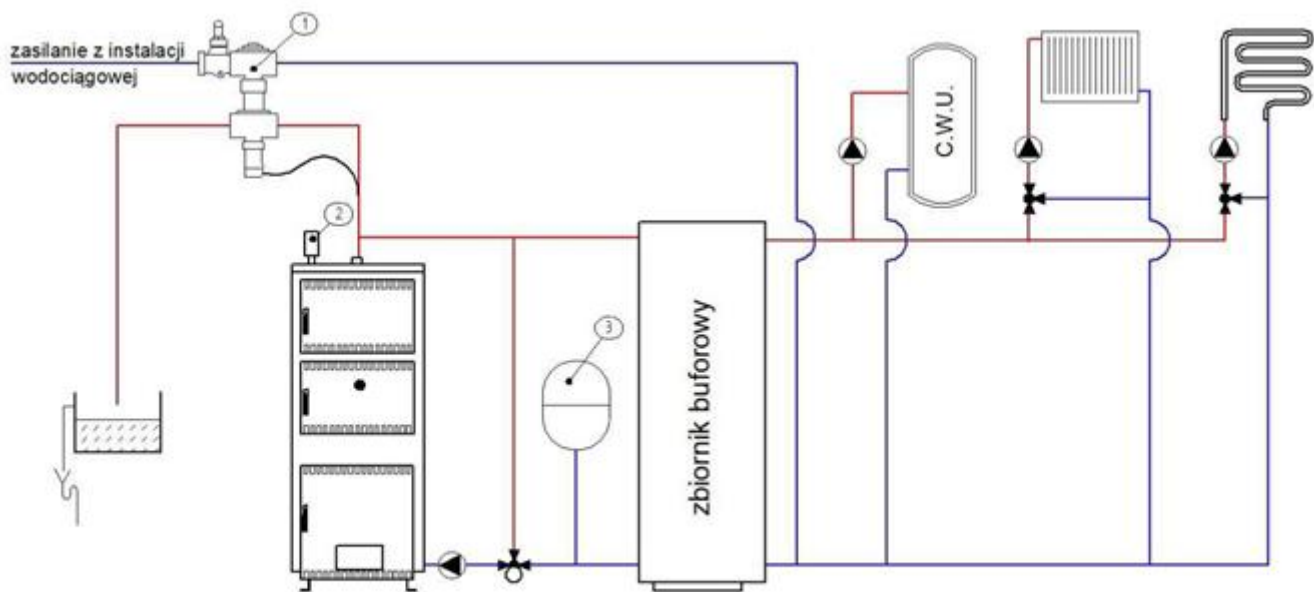 1
zasilanie z instalacji
wodociągowej
C.W.U.
2
3
zbiornik buforowy